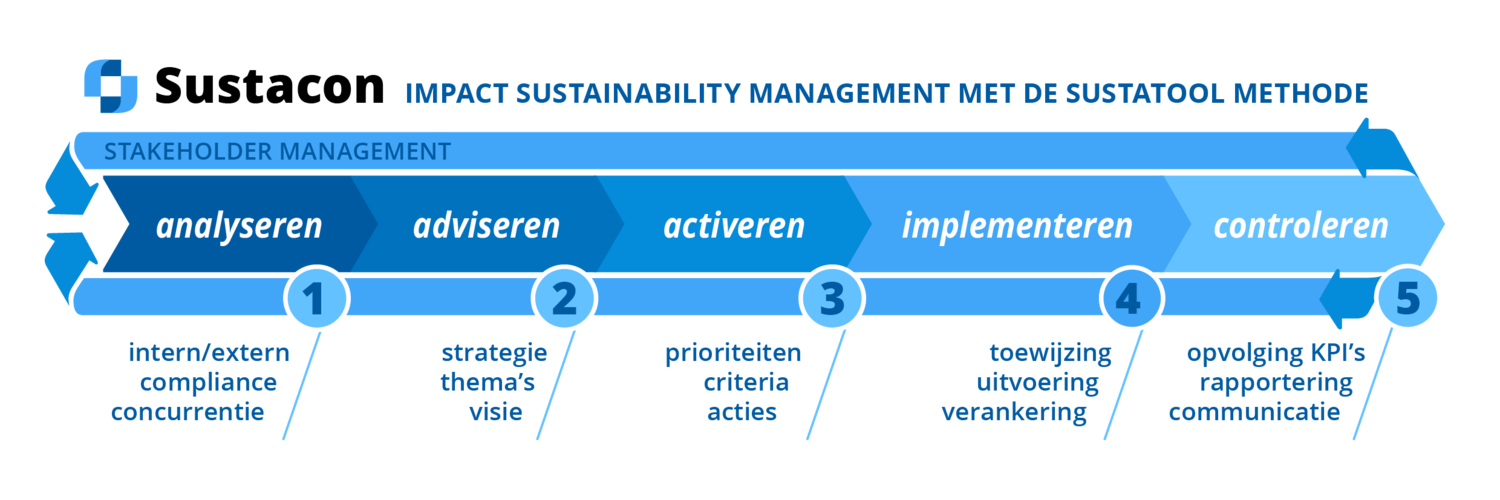 Sustacon IMPACT SUSTAINABILITY MANAGEMENT MET DE SUSTATOOL METHODE
STAKEHOLDER MANAGEMENT
analyseren
adviseren
activeren
implementeren
controleren
1
intern/extern
compliance
concurrentie
2
strategie
thema’s
visie
3
prioriteiten
criteria
acties
4
toewijzing
uitvoering
verankering
5
opvolging KPI’s
rapportering
communicatie